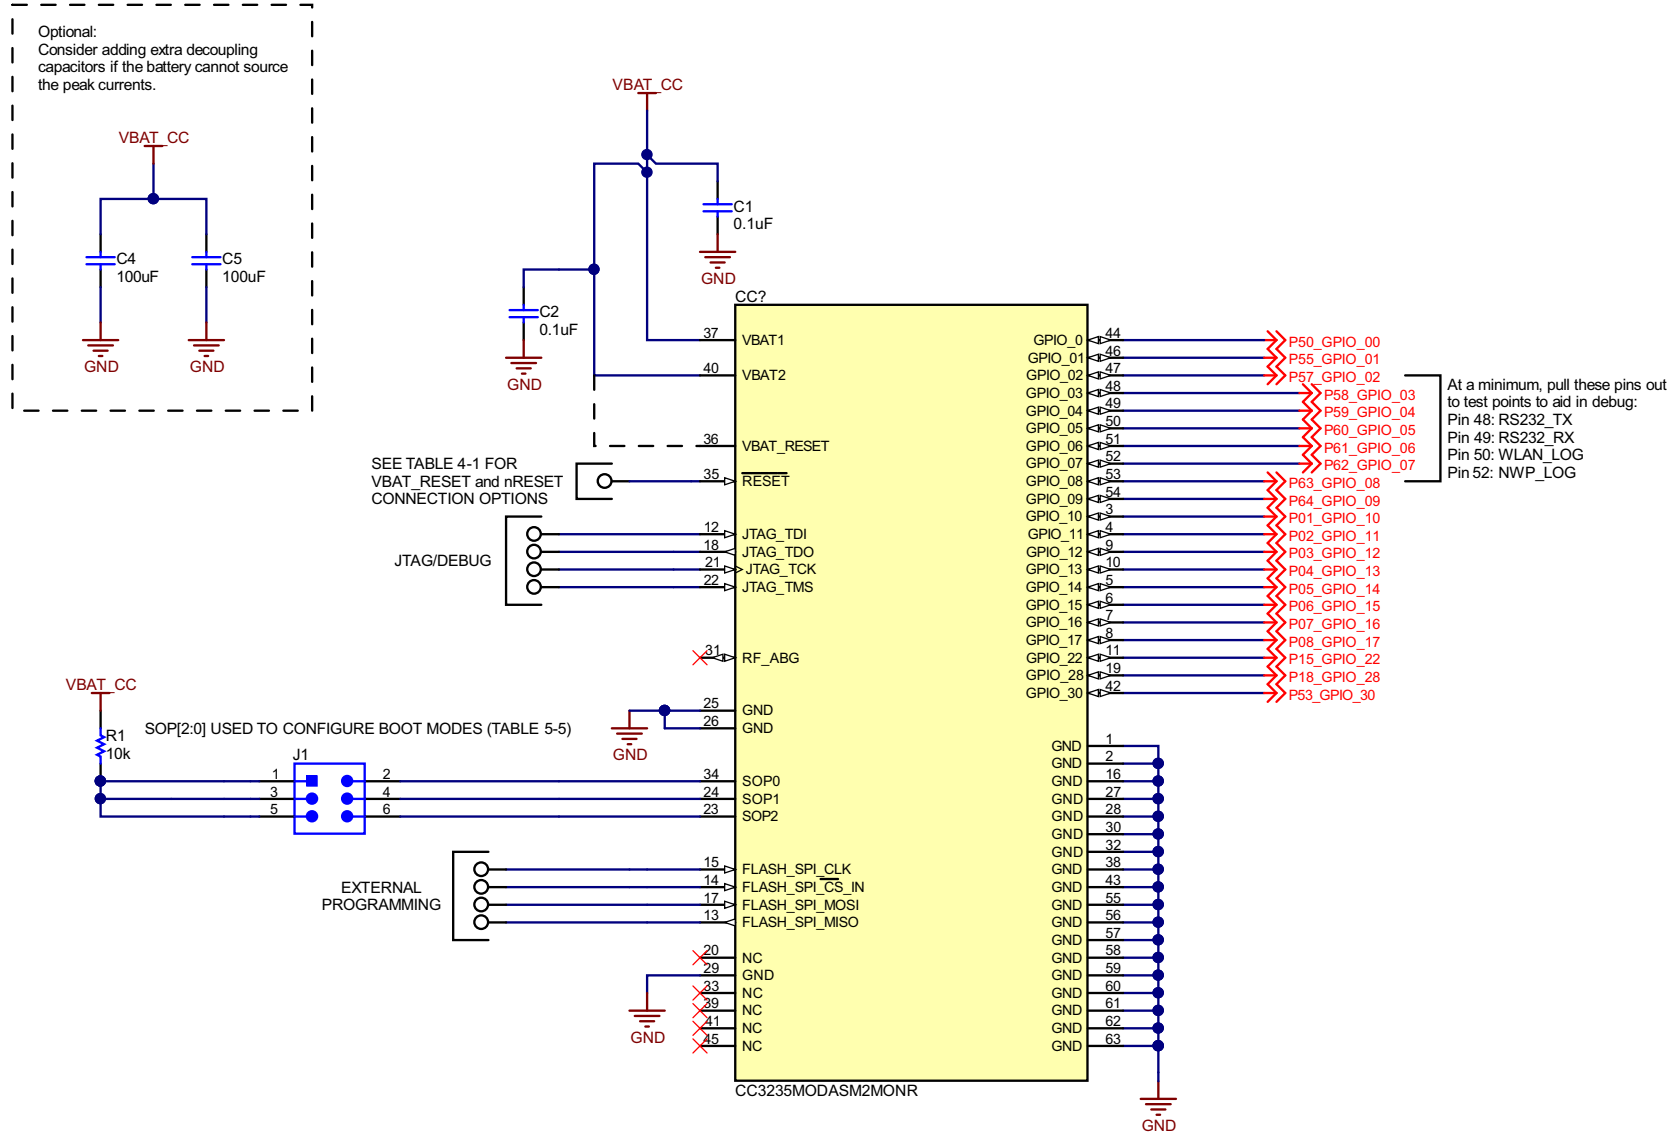 Optional:
Consider adding extra decoupling
capacitors if the battery cannot source
the peak currents.
VBAT_CC
C4
100uF
C5
100uF
GND
GND
VBAT_CC
C1
0.1uF
GND
C2
0.1uF
GND
CC?
37 VBAT1
40 VBAT2
36 VBAT_RESET
35 RESET
SEE TABLE 4-1 FOR
VBAT_RESET and nRESET
CONNECTION OPTIONS
JTAG/DEBUG
12 JTAG_TDI
18 JTAG_TDO
21 JTAG_TCK
22 JTAG_TMS
31 RF_ABG
25 GND
26 GND
GND
VBAT_CC
R1
10k
SOP[2:0] USED TO CONFIGURE BOOT MODES (TABLE 5-5)
J1
1 2
3 4
5 6
34 SOP0
24 SOP1
23 SOP2
EXTERNAL
PROGRAMMING
15 FLASH_SPI_CLK
14 FLASH_SPI_CS_IN
17 FLASH_SPI_MOSI
13 FLASH_SPI_MISO
20 NC
29 GND
33 NC
39 NC
41 NC
45 NC
GND
GPIO_0 44 P50_GPIO_00
GPIO_01 46 P55_GPIO_01
GPIO_02 47 P57_GPIO_02
GPIO_03 48 P58_GPIO_03
GPIO_04 49 P59_GPIO_04
GPIO_05 50 P60_GPIO_05
GPIO_06 51 P61_GPIO_06
GPIO_07 52 P62_GPIO_07
GPIO_08 53 P63_GPIO_08
GPIO_09 54 P64_GPIO_09
GPIO_10 3 P01_GPIO_10
GPIO_11 4 P02_GPIO_11
GPIO_12 9 P03_GPIO_12
GPIO_13 10 P04_GPIO_13
GPIO_14 5 P05_GPIO_14
GPIO_15 6 P06_GPIO_15
GPIO_16 7 P07_GPIO_16
GPIO_17 8 P08_GPIO_17
GPIO_22 11 P15_GPIO_22
GPIO_28 19 P18_GPIO_28
GPIO_30 42 P53_GPIO_30
At a minimum, pull these pins out
to test points to aid in debug:
Pin 48: RS232_TX
Pin 49: RS232_RX
Pin 50: WLAN_LOG
Pin 52: NWP_LOG
GND 1
GND 2
GND 16
GND 27
GND 28
GND 30
GND 32
GND 38
GND 43
GND 55
GND 56
GND 57
GND 58
GND 59
GND 60
GND 61
GND 62
GND 63
GND
CC3235MODASM2MONR